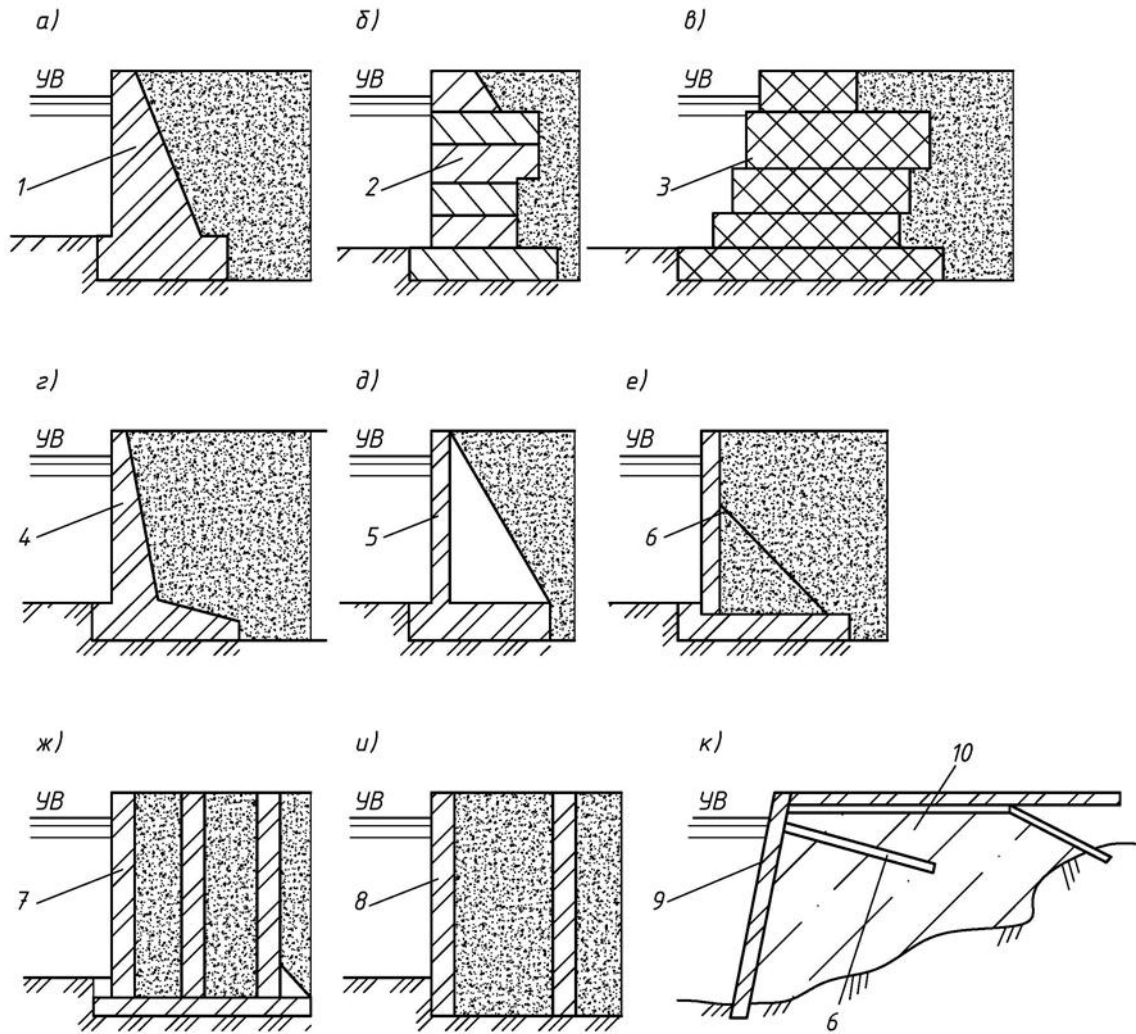 а) б) в)
УВ УВ УВ
1 2 3
г) д) е)
УВ УВ УВ
4 5 6
ж) и) к)
10
УВ УВ УВ
7 8 9
6